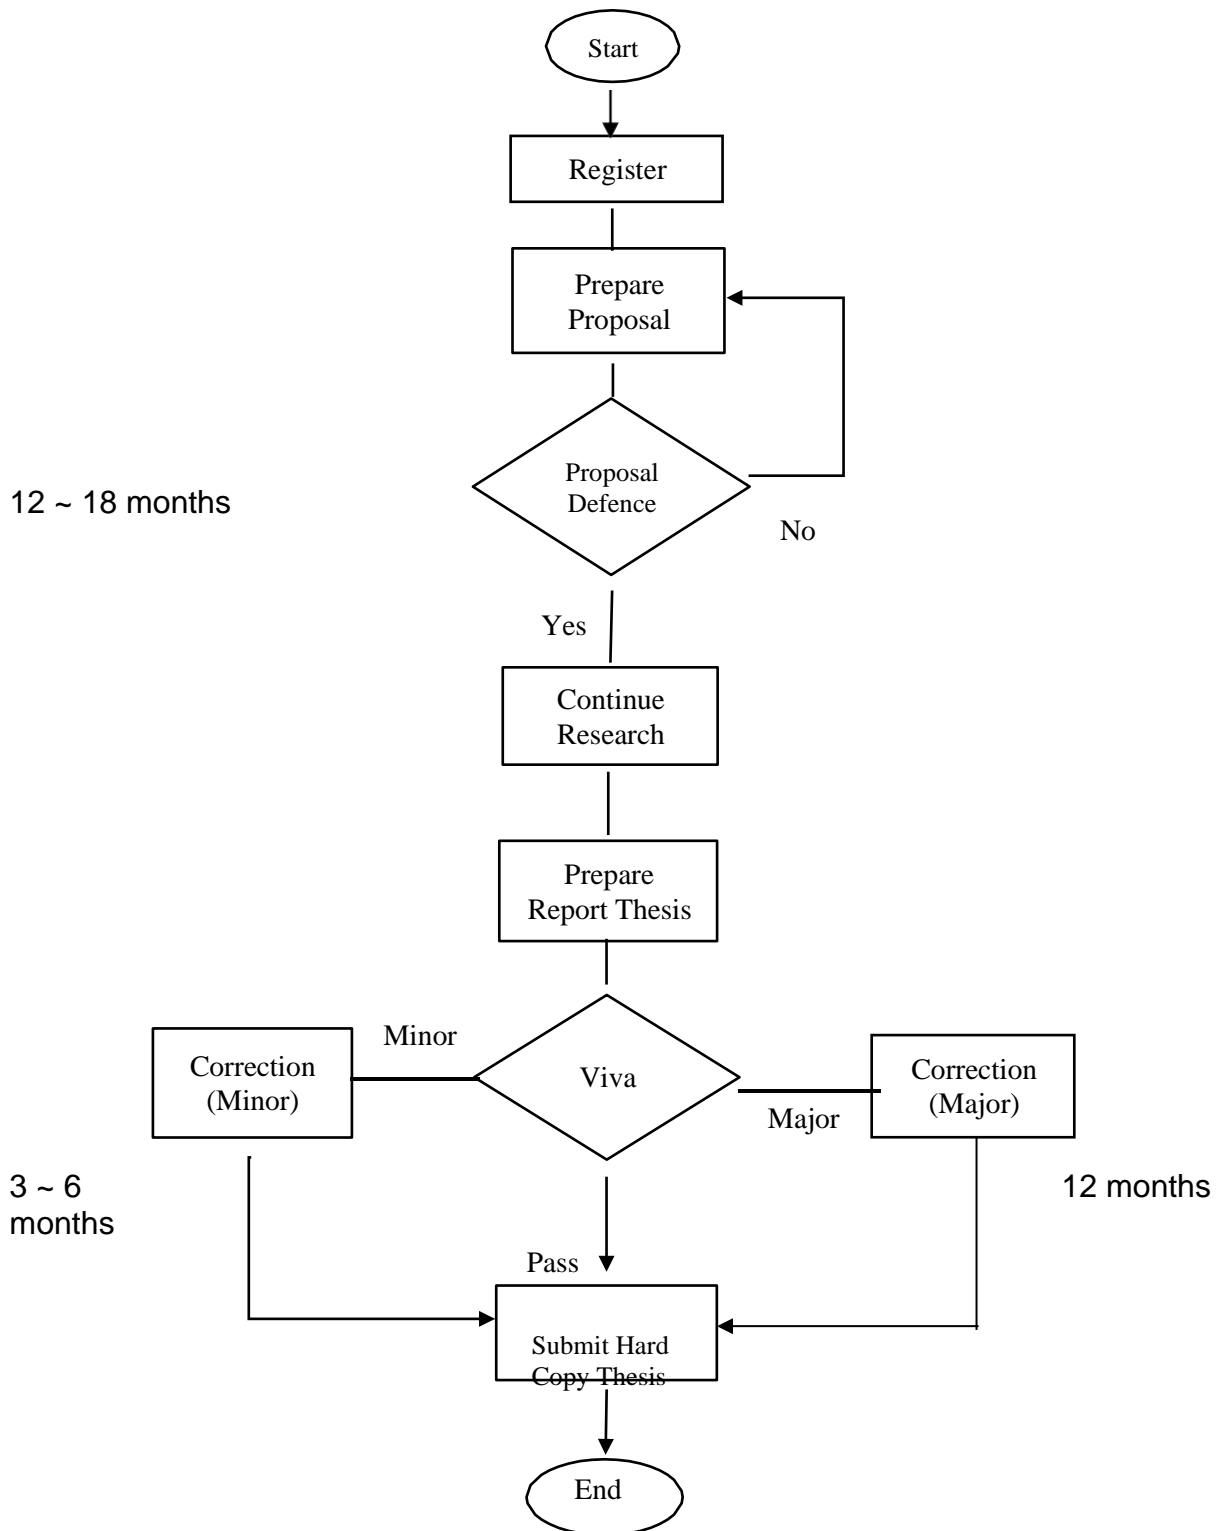 Start
Register
Prepare
Proposal
Proposal
Defence
12 ~ 18 months
No
Yes
Continue
Research
Prepare
Report Thesis
Minor
Correction
(Minor)
Viva
Correction
(Major)
Major
3 ~ 6
months
12 months
Pass
Submit Hard
Copy Thesis
End